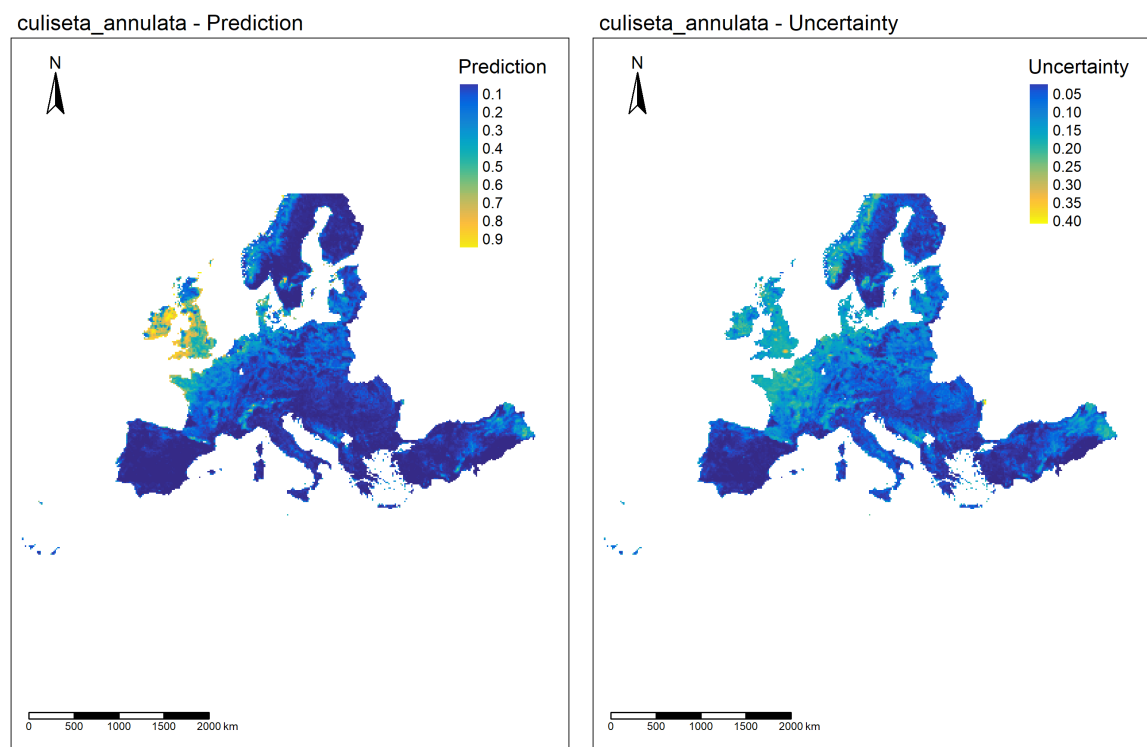 culiseta_annulata - Prediction
N
Prediction
0.1
0.2
0.3
0.4
0.5
0.6
0.7
0.8
0.9
0 500 1000 1500 2000 km
culiseta_annulata - Uncertainty
N
Uncertainty
0.05
0.10
0.15
0.20
0.25
0.30
0.35
0.40
0 500 1000 1500 2000 km